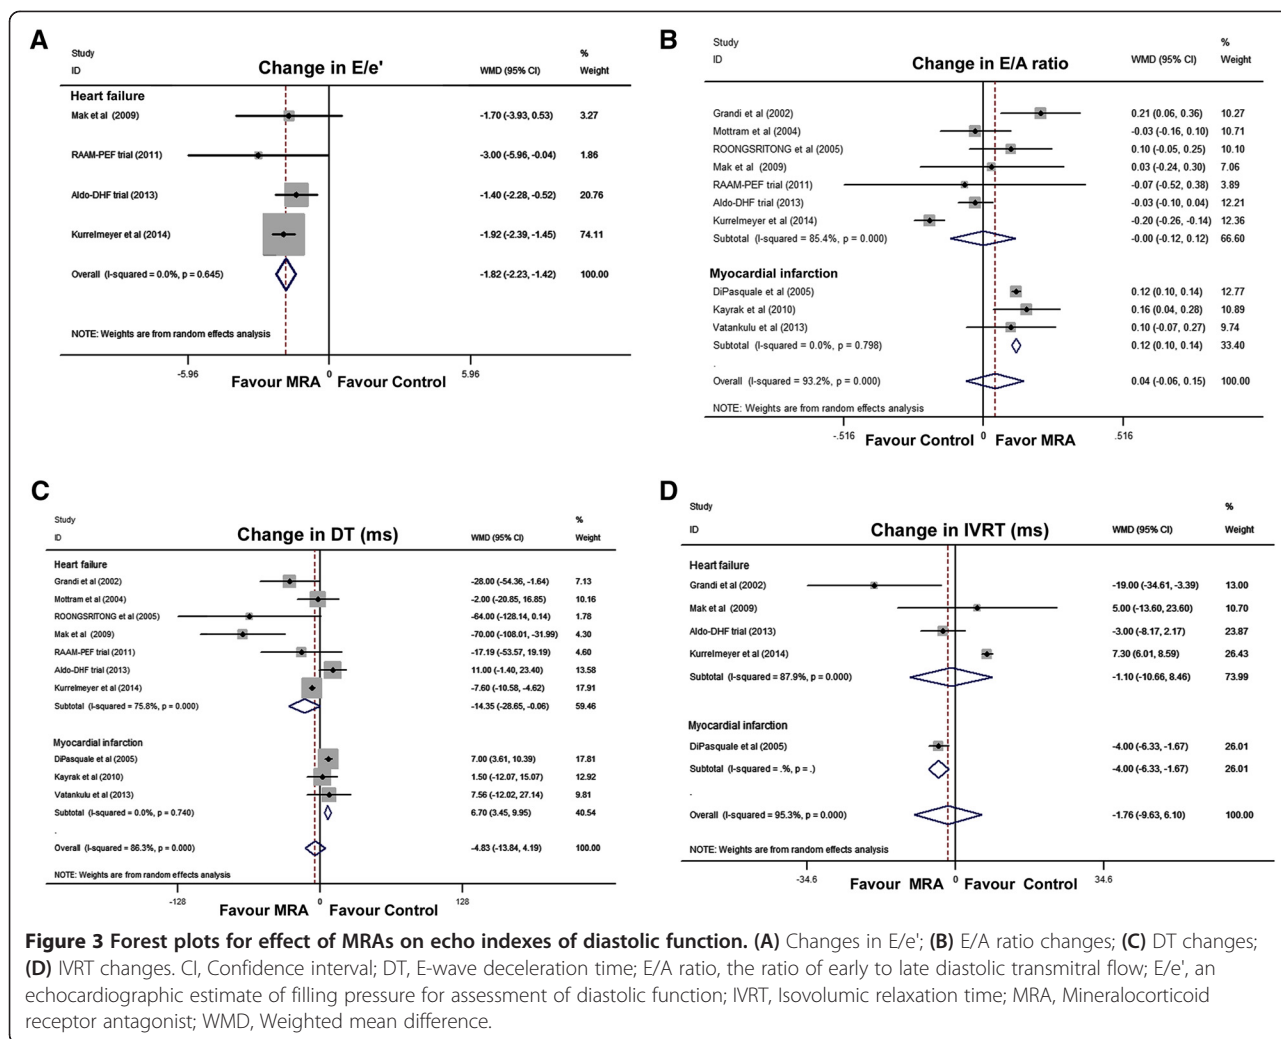 A
Study
%
ID
Change in E/e'
WMD (95% CI)
Weight
Heart failure
Mak et al (2009) -1.70 (-3.93, 0.53) 3.27
RAAM-PEF trial (2011) -3.00 (-5.96, -0.04) 1.86
Aldo-DHF trial (2013) -1.40 (-2.28, -0.52) 20.76
Kurrelmeyer et al (2014) -1.92 (-2.39, -1.45) 74.11
Overall (I-squared = 0.0%, p = 0.645) -1.82 (-2.23, -1.42) 100.00
NOTE: Weights are from random effects analysis
-5.96 0 5.96
Favour MRA Favour Control
B
Study
%
ID
Change in E/A ratio
WMD (95% CI)
Weight
Grandi et al (2002) 0.21 (0.06, 0.36) 10.27
Mottram et al (2004) -0.03 (-0.16, 0.10) 10.71
ROONGSRITONG et al (2005) 0.10 (-0.05, 0.25) 10.10
Mak et al (2009) 0.03 (-0.24, 0.30) 7.06
RAAM-PEF trial (2011) -0.07 (-0.52, 0.38) 3.89
Aldo-DHF trial (2013) -0.03 (-0.10, 0.04) 12.21
Kurrelmeyer et al (2014) -0.20 (-0.26, -0.14) 12.36
Subtotal (I-squared = 85.4%, p = 0.000) -0.00 (-0.12, 0.12) 66.60
Myocardial infarction
DiPasquale et al (2005) 0.12 (0.10, 0.14) 12.77
Kayrak et al (2010) 0.16 (0.04, 0.28) 10.89
Vatankulu et al (2013) 0.10 (-0.07, 0.27) 9.74
Subtotal (I-squared = 0.0%, p = 0.798) 0.12 (0.10, 0.14) 33.40
.
Overall (I-squared = 93.2%, p = 0.000) 0.04 (-0.06, 0.15) 100.00
NOTE: Weights are from random effects analysis
-.516 0 .516
Favour Control Favor MRA
C
Study
%
ID
Change in DT (ms)
WMD (95% CI)
Weight
Heart failure
Grandi et al (2002) -28.00 (-54.36, -1.64) 7.13
Mottram et al (2004) -2.00 (-20.85, 16.85) 10.16
ROONGSRITONG et al (2005) -64.00 (-128.14, 0.14) 1.78
Mak et al (2009) -70.00 (-108.01, -31.99) 4.30
RAAM-PEF trial (2011) -17.19 (-53.57, 19.19) 4.60
Aldo-DHF trial (2013) 11.00 (-1.40, 23.40) 13.58
Kurrelmeyer et al (2014) -7.60 (-10.58, -4.62) 17.91
Subtotal (I-squared = 75.8%, p = 0.000) -14.35 (-28.65, -0.06) 59.46
Myocardial infarction
DiPasquale et al (2005) 7.00 (3.61, 10.39) 17.81
Kayrak et al (2010) 1.50 (-12.07, 15.07) 12.92
Vatankulu et al (2013) 7.56 (-12.02, 27.14) 9.81
Subtotal (I-squared = 0.0%, p = 0.740) 6.70 (3.45, 9.95) 40.54
.
Overall (I-squared = 86.3%, p = 0.000) -4.83 (-13.84, 4.19) 100.00
NOTE: Weights are from random effects analysis
-128 0 128
Favour MRA Favour Control
D
Study
%
ID
Change in IVRT (ms)
WMD (95% CI)
Weight
Heart failure
Grandi et al (2002) -19.00 (-34.61, -3.39) 13.00
Mak et al (2009) 5.00 (-13.60, 23.60) 10.70
Aldo-DHF trial (2013) -3.00 (-8.17, 2.17) 23.87
Kurrelmeyer et al (2014) 7.30 (6.01, 8.59) 26.43
Subtotal (I-squared = 87.9%, p = 0.000) -1.10 (-10.66, 8.46) 73.99
Myocardial infarction
DiPasquale et al (2005) -4.00 (-6.33, -1.67) 26.01
Subtotal (I-squared = .%, p = .) -4.00 (-6.33, -1.67) 26.01
.
Overall (I-squared = 95.3%, p = 0.000) -1.76 (-9.63, 6.10) 100.00
NOTE: Weights are from random effects analysis
-34.6 0 34.6
Favour MRA Favour Control
Figure 3 Forest plots for effect of MRAs on echo indexes of diastolic function. (A) Changes in E/e'; (B) E/A ratio changes; (C) DT changes;
(D) IVRT changes. CI, Confidence interval; DT, E-wave deceleration time; E/A ratio, the ratio of early to late diastolic transmitral flow; E/e', an
echocardiographic estimate of filling pressure for assessment of diastolic function; IVRT, Isovolumic relaxation time; MRA, Mineralocorticoid
receptor antagonist; WMD, Weighted mean difference.